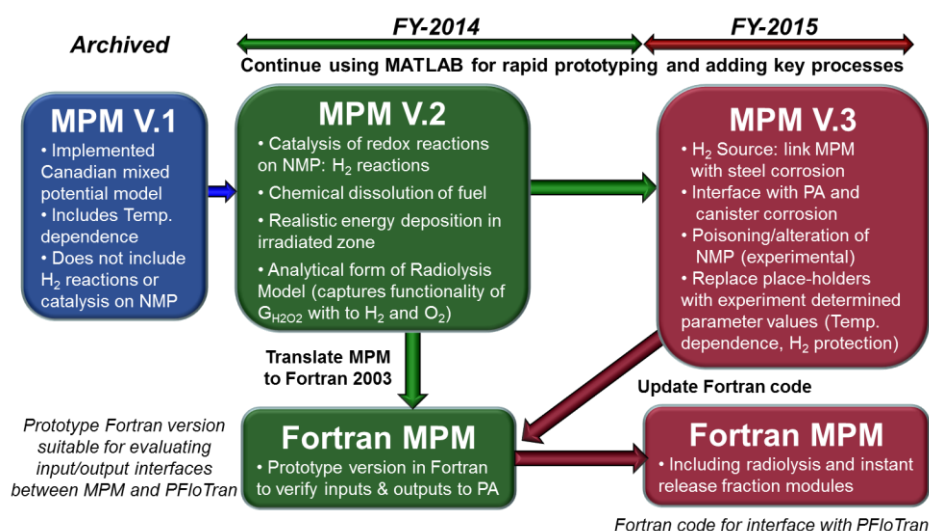 Archived
FY-2014
FY-2015
Continue using MATLAB for rapid prototyping and adding key processes
MPM V.1
• Implemented
Canadian mixed
potential model
• Includes Temp.
dependence
• Does not include
H2 reactions or
catalysis on NMP
MPM V.2
• Catalysis of redox reactions
on NMP: H2 reactions
• Chemical dissolution of fuel
• Realistic energy deposition in
irradiated zone
• Analytical form of Radiolysis
Model (captures functionality of
GH2O2 with to H2 and O2)
MPM V.3
• H2 Source: link MPM
with steel corrosion
• Interface with PA and
canister corrosion
• Poisoning/alteration of
NMP (experimental)
• Replace place-holders
with experiment determined
parameter values (Temp.
dependence, H2 protection)
Translate MPM
to Fortran 2003
Update Fortran code
Prototype Fortran version
suitable for evaluating
input/output interfaces
between MPM and PFloTran
Fortran MPM
• Prototype version in Fortran
to verify inputs & outputs to PA
Fortran MPM
• Including radiolysis and instant
release fraction modules
Fortran code for interface with PFloTran